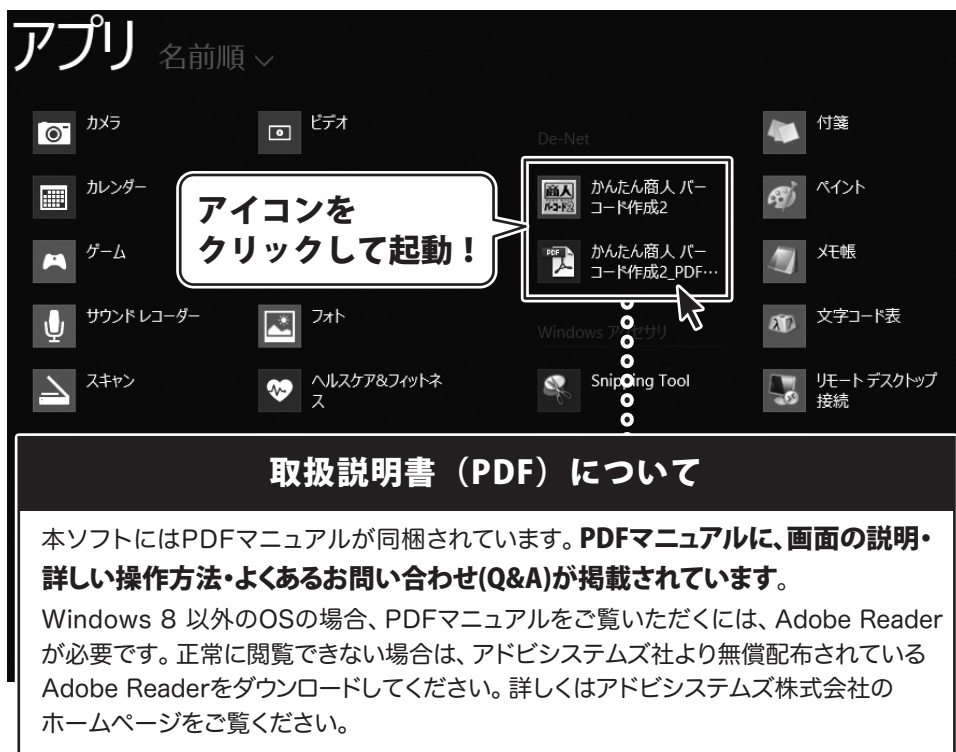 アプリ 名前順
カメラ
カレンダー
ゲーム
サウンド レコーダー
スキャン
ビデオ
フォト
ヘルスケア&フィットネ
ス
De-Net
商人
バーコード2
かんたん商人 バー
コード作成2
PDF
かんたん商人 バー
コード作成2_PDF…
Windows アクセサリ
Snipping Tool
付箋
ペイント
メモ帳
文字コード表
リモート デスクトップ
接続
アイコンを
クリックして起動！
取扱説明書（PDF）について
本ソフトにはPDFマニュアルが同梱されています。PDFマニュアルに、画面の説明・
詳しい操作方法・よくあるお問い合わせ(Q&A)が掲載されています。
Windows 8 以外のOSの場合、PDFマニュアルをご覧いただくには、Adobe Reader
が必要です。正常に閲覧できない場合は、アドビシステムズ社より無償配布されている
Adobe Readerをダウンロードしてください。詳しくはアドビシステムズ株式会社の
ホームページをご覧ください。